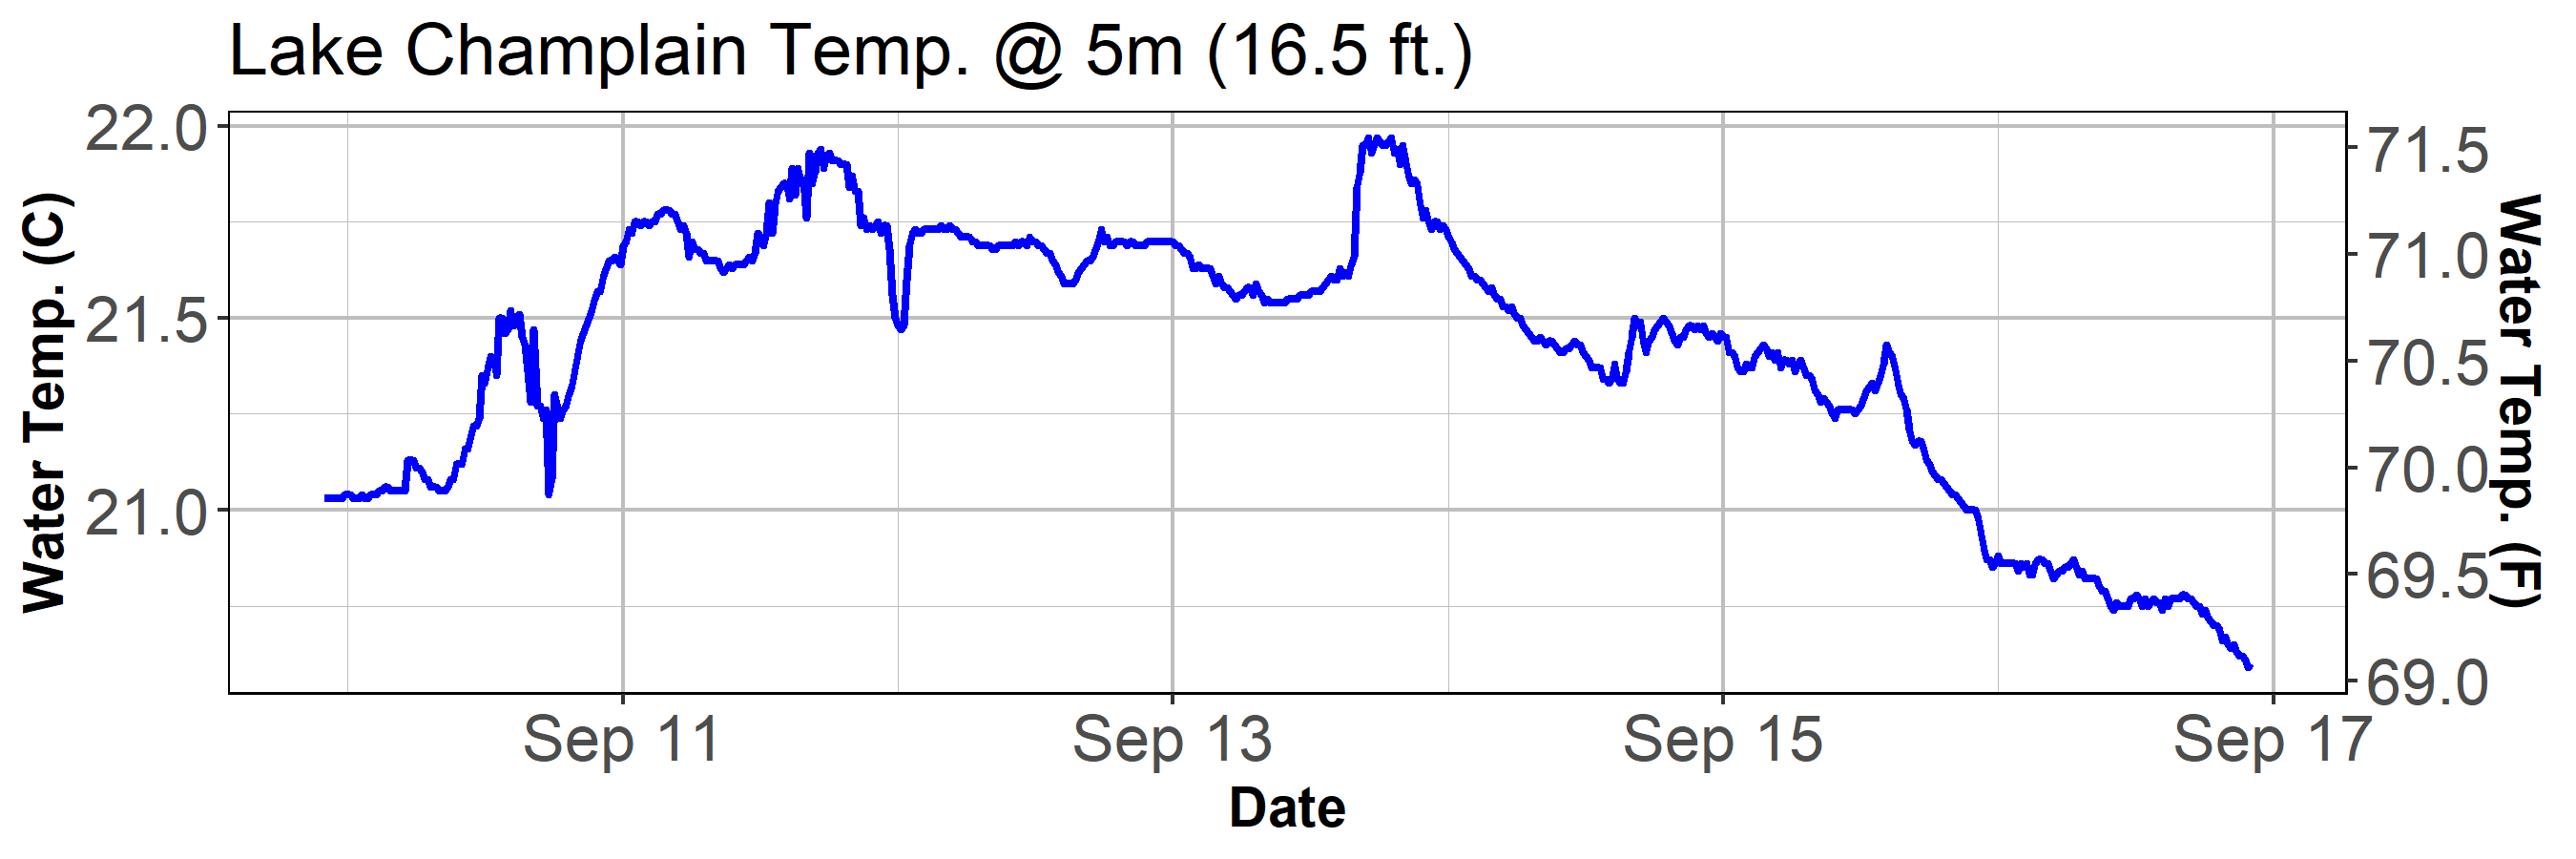 Lake Champlain Temp. @ 5m (16.5 ft.)
Water Temp. (C)
22.0
21.5
21.0
71.5
71.0
70.5
70.0
69.5
69.0
Water Temp. (F)
Sep 11
Sep 13
Sep 15
Sep 17
Date